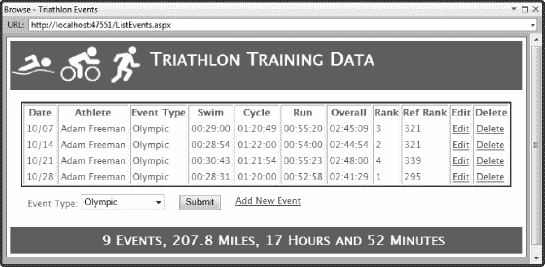 Browse - Triathlon Events
URL: http://localhost:47551/ListEvents.aspx
TRIATHLON TRAINING DATA
Date Athlete Event Type Swim Cycle Run Overall Rank Ref Rank Edit Delete
10/07 Adam Freeman Olympic 00:29:00 01:20:49 00:55:20 02:45:09 3 321 Edit Delete
10/14 Adam Freeman Olympic 00:28:54 01:22:00 00:54:00 02:44:54 2 321 Edit Delete
10/21 Adam Freeman Olympic 00:30:43 01:21:54 00:55:23 02:48:00 4 339 Edit Delete
10/28 Adam Freeman Olympic 00:28:31 01:20:00 00:52:58 02:41:29 1 295 Edit Delete
Event Type: Olympic Submit Add New Event
9 EVENTS, 207.8 MILES, 17 HOURS AND 52 MINUTES